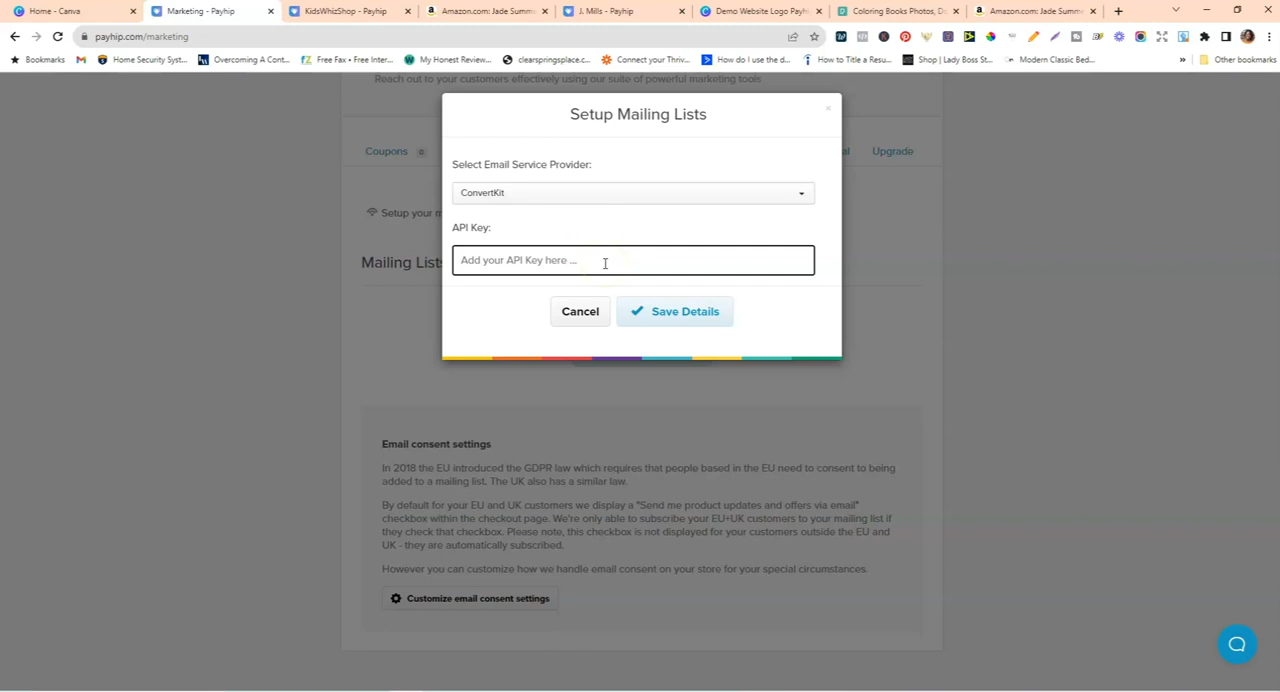 Home - Canva
Marketing - Payhip
KidsWhizShop - Payhip
Amazon.com: Jade Summe
J. Mills - Payhip
Demo Website Logo Payhi
Coloring Books Photos, Do
Amazon.com: Jade Summe
payhip.com/marketing
Bookmarks
Home Security Syst...
Overcoming A Cont...
Free Fax • Free Inter...
My Honest Review...
clearspringsplace.c...
Connect your Thriv...
How do I use the d...
How to Title a Resu...
Shop | Lady Boss St...
Modern Classic Bed...
»
Other bookmarks
Reach out to your customers effectively using our suite of powerful marketing tools
Setup Mailing Lists
×
Coupons 0
al
Upgrade
Select Email Service Provider:
ConvertKit
Setup your m
API Key:
Mailing Lists
Add your API Key here ...
Cancel
Save Details
Email consent settings
In 2018 the EU introduced the GDPR law which requires that people based in the EU need to consent to being
added to a mailing list. The UK also has a similar law.
By default for your EU and UK customers we display a "Send me product updates and offers via email"
checkbox within the checkout page. We're only able to subscribe your EU+UK customers to your mailing list if
they check that checkbox. Please note, this checkbox is not displayed for your customers outside the EU and
UK - they are automatically subscribed.
However you can customize how we handle email consent on your store for your special circumstances.
Customize email consent settings